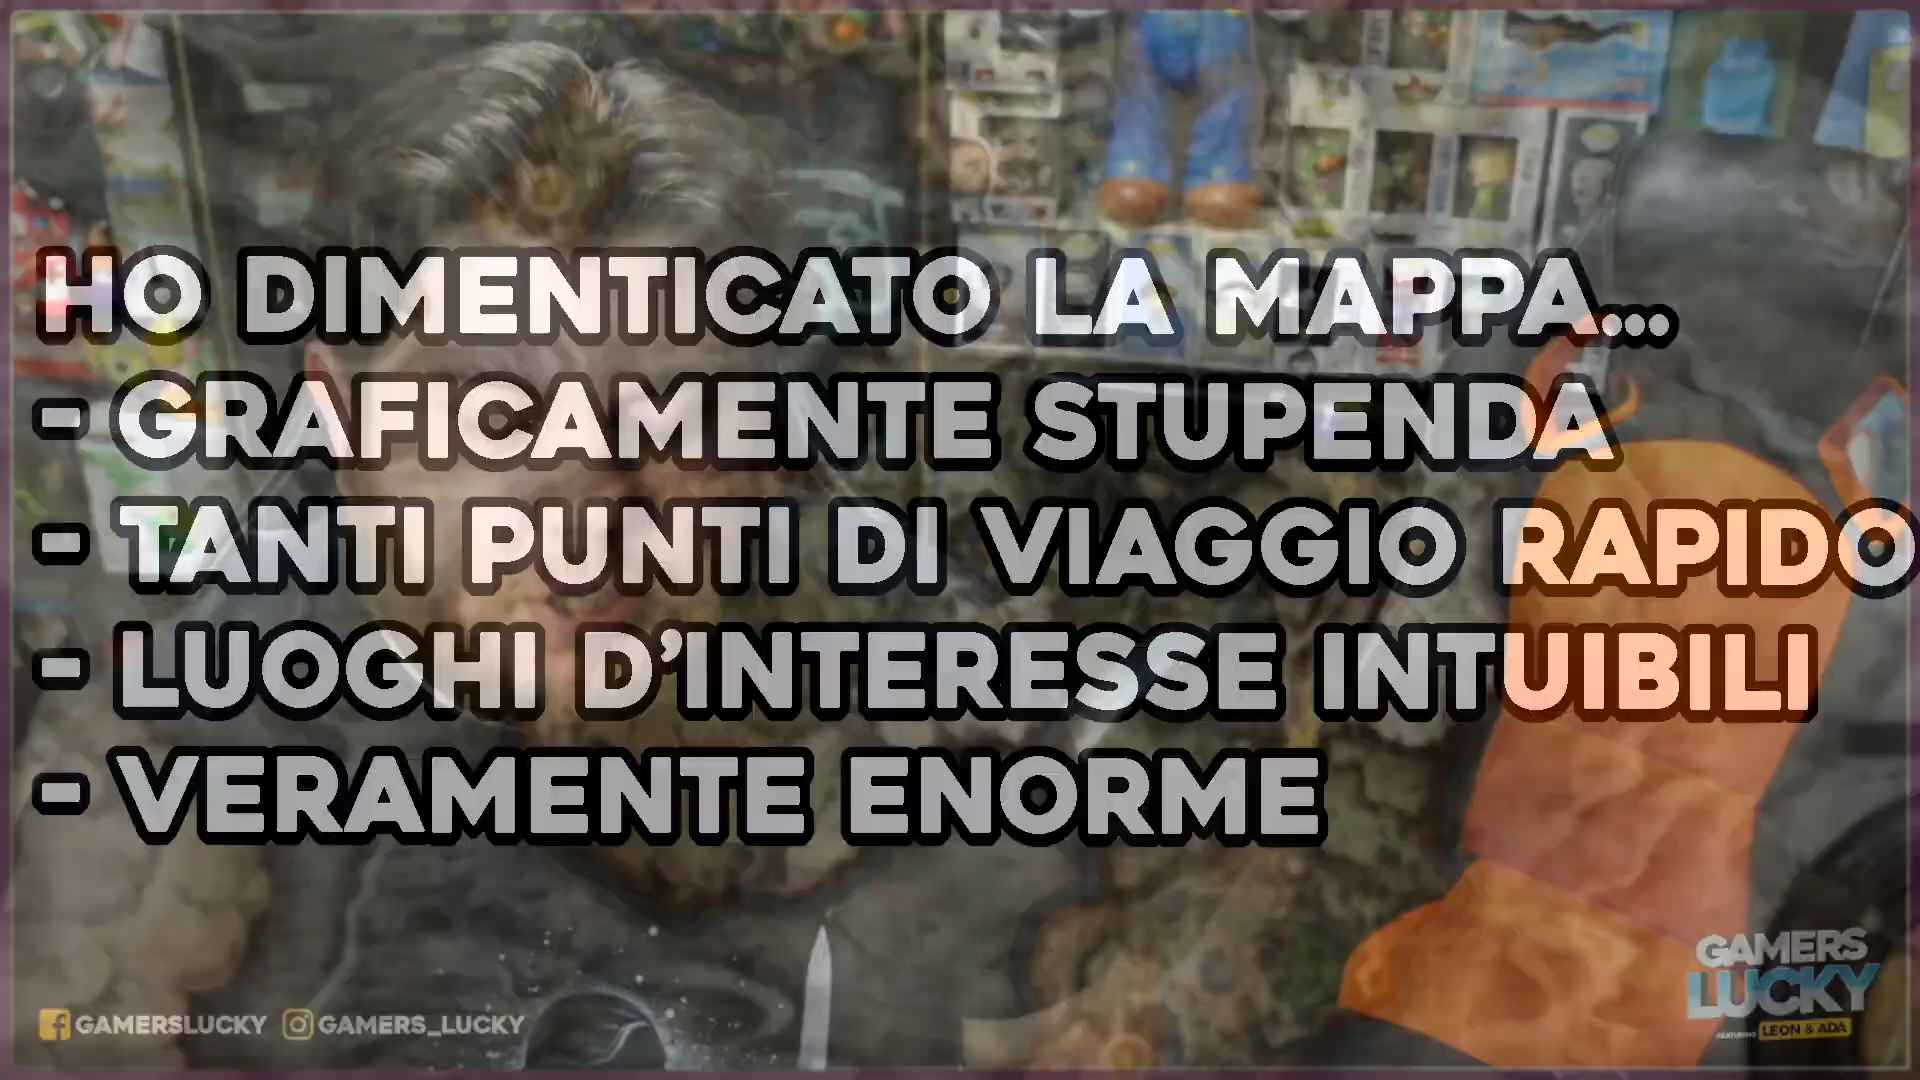 HO DIMENTICATO LA MAPPA...
- GRAFICAMENTE STUPENDA
- TANTI PUNTI DI VIAGGIO RAPIDO
- LUOGHI D’INTERESSE INTUIBILI
- VERAMENTE ENORME
GAMERS
LUCKY
FEATURING LEON & ADA
GAMERSLUCKY GAMERS_LUCKY